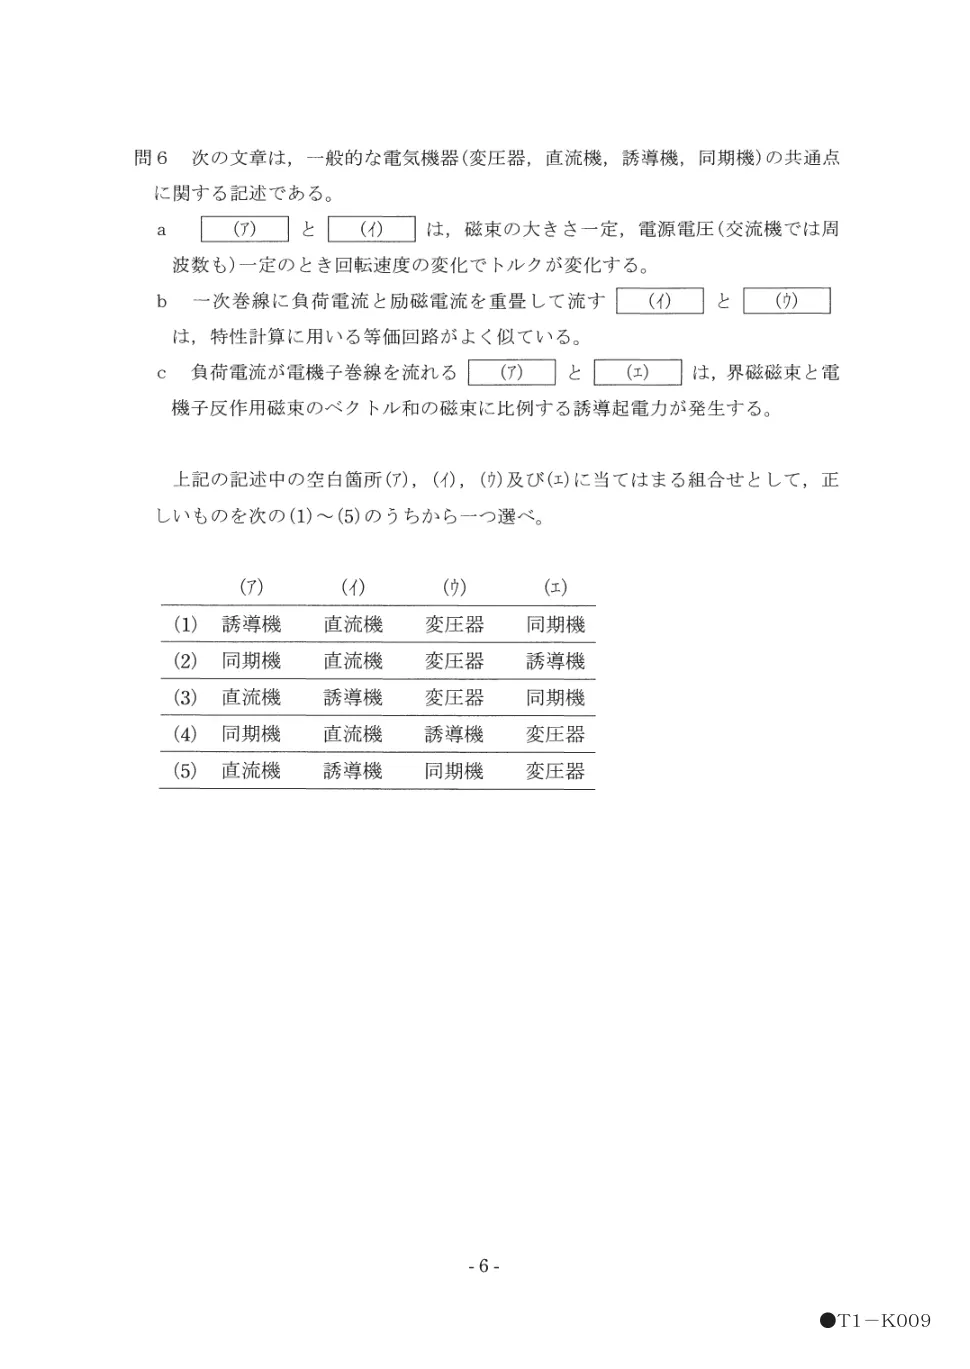 問6 次の文章は，一般的な電気機器(変圧器，直流機，誘導機，同期機)の共通点
に関する記述である。
a (ア) と (イ) は，磁束の大きさ一定，電源電圧(交流機では周
波数も)一定のとき回転速度の変化でトルクが変化する。
b 一次巻線に負荷電流と励磁電流を重畳して流す (イ) と (ウ)
は，特性計算に用いる等価回路がよく似ている。
c 負荷電流が電機子巻線を流れる (ア) と (エ) は，界磁磁束と電
機子反作用磁束のベクトル和の磁束に比例する誘導起電力が発生する。
上記の記述中の空白箇所(ア)，(イ)，(ウ)及び(エ)に当てはまる組合せとして，正
しいものを次の(1)～(5)のうちから一つ選べ。
(ア) (イ) (ウ) (エ)
(1) 誘導機 直流機 変圧器 同期機
(2) 同期機 直流機 変圧器 誘導機
(3) 直流機 誘導機 変圧器 同期機
(4) 同期機 直流機 誘導機 変圧器
(5) 直流機 誘導機 同期機 変圧器
- 6 -
●T1－K009